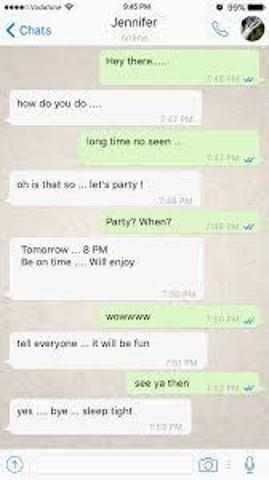 Vodafone
9:45 PM
99%
Chats
Jennifer
online
Hey there......
7:46 PM
how do you do ....
7:47 PM
long time no seen ...
7:47 PM
oh is that so ... let's party !
7:48 PM
Party? When?
7:49 PM
Tomorrow ... 8 PM
Be on time .... Will enjoy
7:50 PM
wowwww
7:50 PM
tell everyone ... it will be fun
7:51 PM
see ya then
7:52 PM
yes .... bye ... sleep tight
7:53 PM